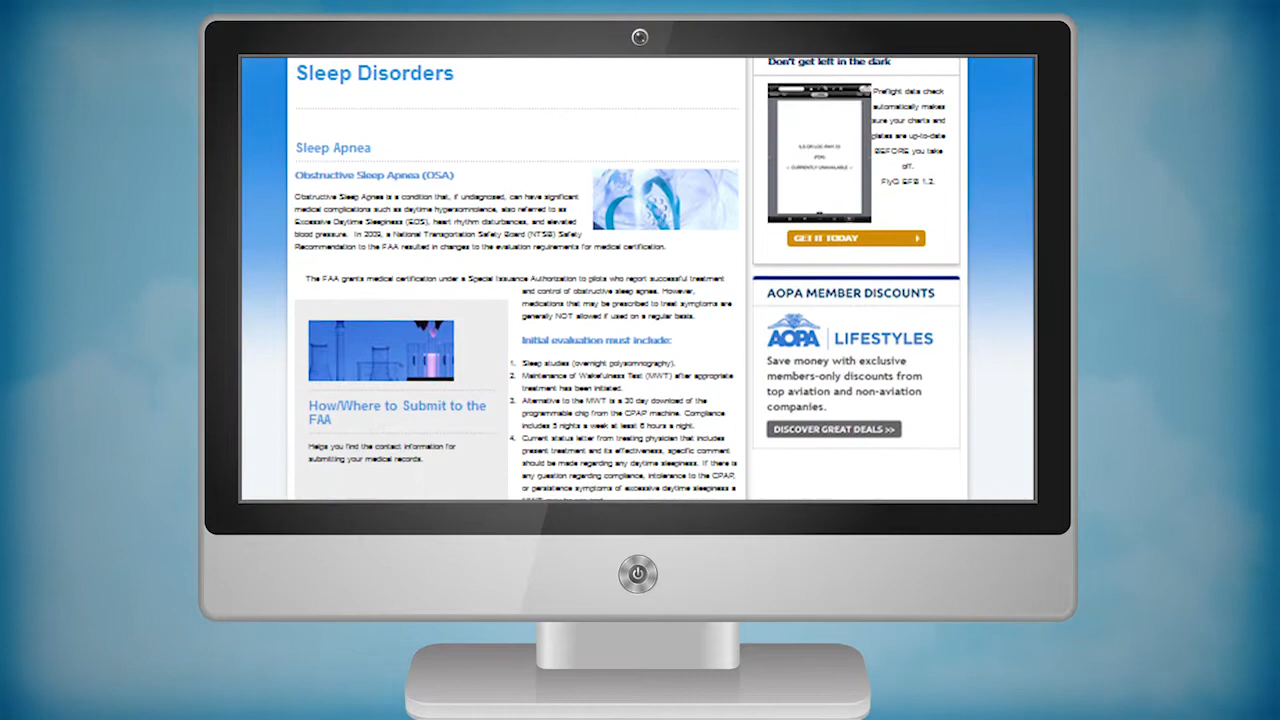 Sleep Disorders
Sleep Apnea
Obstructive Sleep Apnea (OSA)
Obstructive Sleep Apnea is a condition that, if undiagnosed, can have significant
medical complications such as daytime hypersomnolence, also referred to as
Excessive Daytime Sleepiness (EDS), heart rhythm disturbances, and elevated
blood pressure. In 2009, a National Transportation Safety Board (NTSB) Safety
Recommendation to the FAA resulted in changes to the evaluation requirements for medical certification.
The FAA grants medical certification under a Special Issuance Authorization to pilots who report successful treatment
and control of obstructive sleep apnea. However,
medications that may be prescribed to treat symptoms are
generally NOT allowed if used on a regular basis.
Initial evaluation must include:
1. Sleep studies (overnight polysomnography).
2. Maintenance of Wakefulness Test (MWT) after appropriate
treatment has been initiated.
3. Alternative to the MWT is a 30 day download of the
programmable chip from the CPAP machine. Compliance
includes 5 nights a week at least 6 hours a night.
4. Current status letter from treating physician that includes
present treatment and its effectiveness, specific comment
should be made regarding any daytime sleepiness. If there is
any question regarding compliance, intolerance to the CPAP,
or persistence symptoms of excessive daytime sleepiness a
How/Where to Submit to the
FAA
Helps you find the contact information for
submitting your medical records.
Don't get left in the dark
ILS OR LOC RWY
CURRENTLY UNAVAILABLE
Preflight data check
automatically makes
sure your charts and
plates are up-to-date
BEFORE you take
off.
FlyQ EFB 1.2.
GET IT TODAY
AOPA MEMBER DISCOUNTS
AOPA | LIFESTYLES
Save money with exclusive
members-only discounts from
top aviation and non-aviation
companies.
DISCOVER GREAT DEALS >>